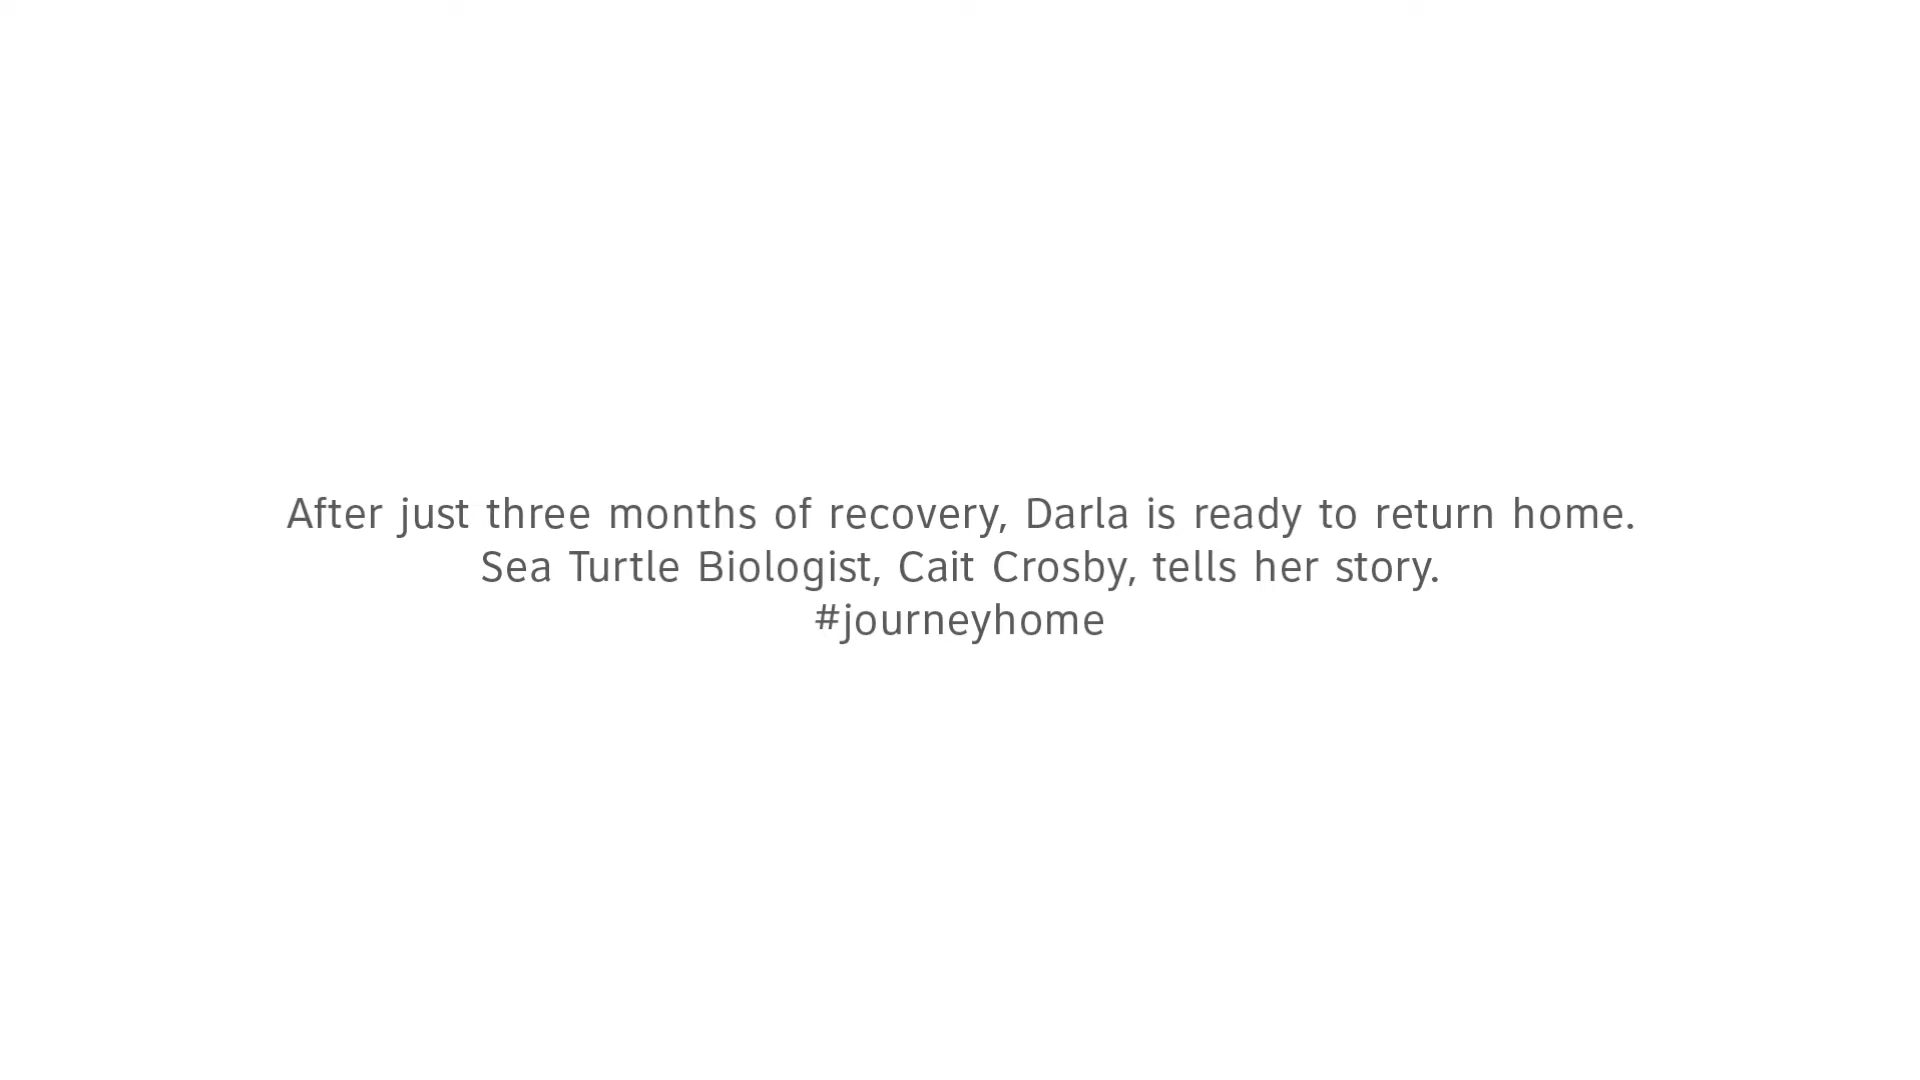 After just three months of recovery, Darla is ready to return home.
Sea Turtle Biologist, Cait Crosby, tells her story.
#journeyhome